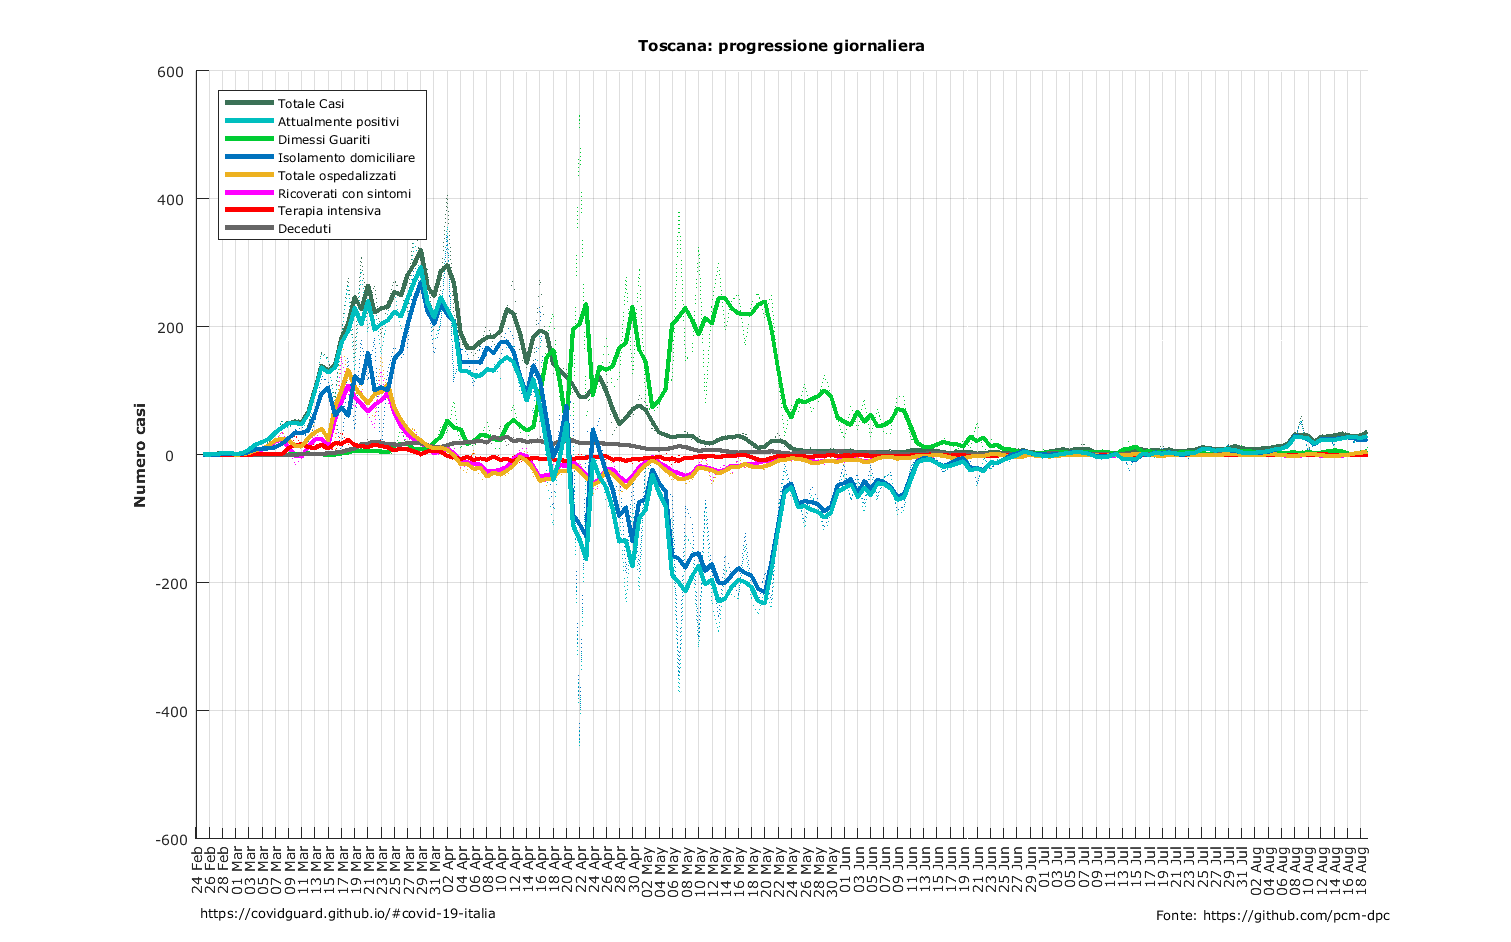 Toscana: progressione giornaliera
600
400
200
0
-200
-400
-600
Numero casi
Totale Casi
Attualmente positivi
Dimessi Guariti
Isolamento domiciliare
Totale ospedalizzati
Ricoverati con sintomi
Terapia intensiva
Deceduti
24 Feb
26 Feb
28 Feb
01 Mar
03 Mar
05 Mar
07 Mar
09 Mar
11 Mar
13 Mar
15 Mar
17 Mar
19 Mar
21 Mar
23 Mar
25 Mar
27 Mar
29 Mar
31 Mar
02 Apr
04 Apr
06 Apr
08 Apr
10 Apr
12 Apr
14 Apr
16 Apr
18 Apr
20 Apr
22 Apr
24 Apr
26 Apr
28 Apr
30 Apr
02 May
04 May
06 May
08 May
10 May
12 May
14 May
16 May
18 May
20 May
22 May
24 May
26 May
28 May
30 May
01 Jun
03 Jun
05 Jun
07 Jun
09 Jun
11 Jun
13 Jun
15 Jun
17 Jun
19 Jun
21 Jun
23 Jun
25 Jun
27 Jun
29 Jun
01 Jul
03 Jul
05 Jul
07 Jul
09 Jul
11 Jul
13 Jul
15 Jul
17 Jul
19 Jul
21 Jul
23 Jul
25 Jul
27 Jul
29 Jul
31 Jul
02 Aug
04 Aug
06 Aug
08 Aug
10 Aug
12 Aug
14 Aug
16 Aug
18 Aug
https://covidguard.github.io/#covid-19-italia
Fonte: https://github.com/pcm-dpc